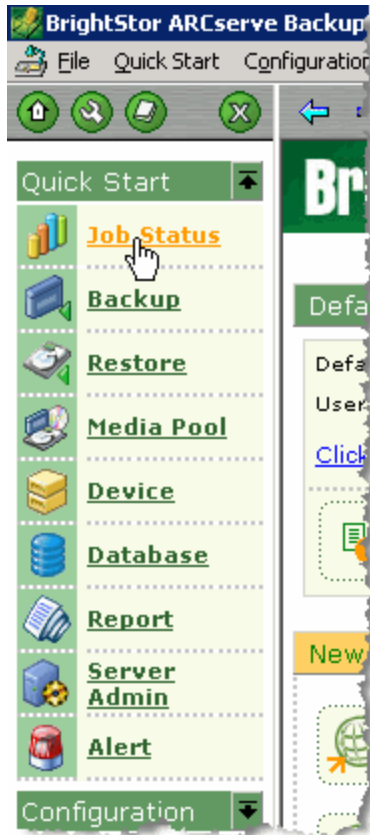 BrightStor ARCserve Backup
File Quick Start Configuration
Quick Start
Job Status
Backup
Restore
Media Pool
Device
Database
Report
Server
Admin
Alert
Configuration
Br
Defa
Defa
User
Click
New